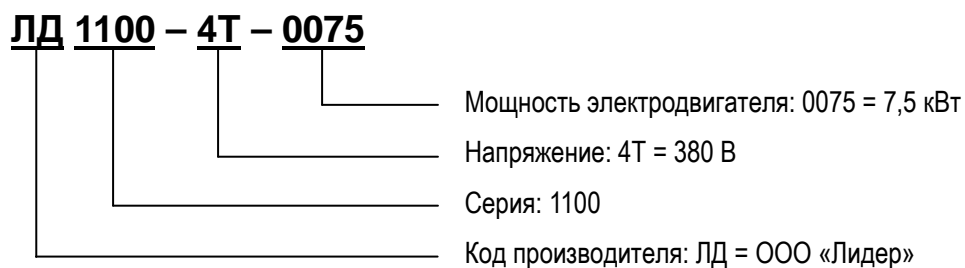 ЛД 1100 – 4Т – 0075
Мощность электродвигателя: 0075 = 7,5 кВт
Напряжение: 4Т = 380 В
Серия: 1100
Код производителя: ЛД = ООО «Лидер»